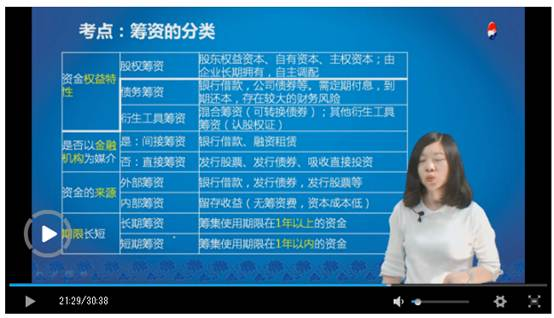 考点：筹资的分类
资金权益特性
股权筹资
股东权益资本、自有资本、主权资本；由企业长期拥有，自主调配
债务筹资
银行借款，公司债券等。需定期付息，到期还本，存在较大的财务风险
衍生工具筹资
混合筹资（可转换债券）；其他衍生工具筹资（认股权证）
是否以金融机构为媒介
是：间接筹资
银行借款、融资租赁
否：直接筹资
发行股票、发行债券、吸收直接投资
资金的来源
外部筹资
银行借款，发行债券，发行股票等
内部筹资
留存收益（无筹资费，资本成本低）
期限长短
长期筹资
筹集使用期限在1年以上的资金
短期筹资
筹集使用期限在1年以内的资金
21:29/30:38